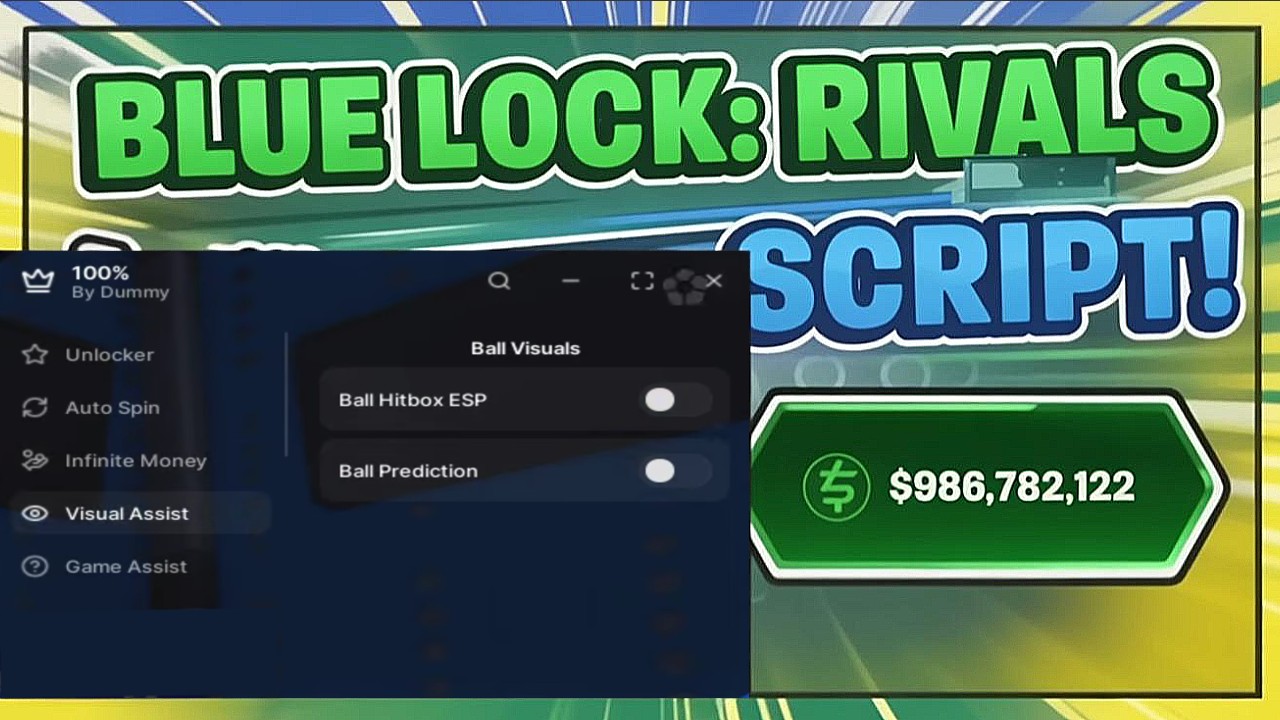 BLUE LOCK: RIVALS
SCRIPT!
100%
By Dummy
Unlocker
Auto Spin
Infinite Money
Visual Assist
Game Assist
Ball Visuals
Ball Hitbox ESP
Ball Prediction
$986,782,122